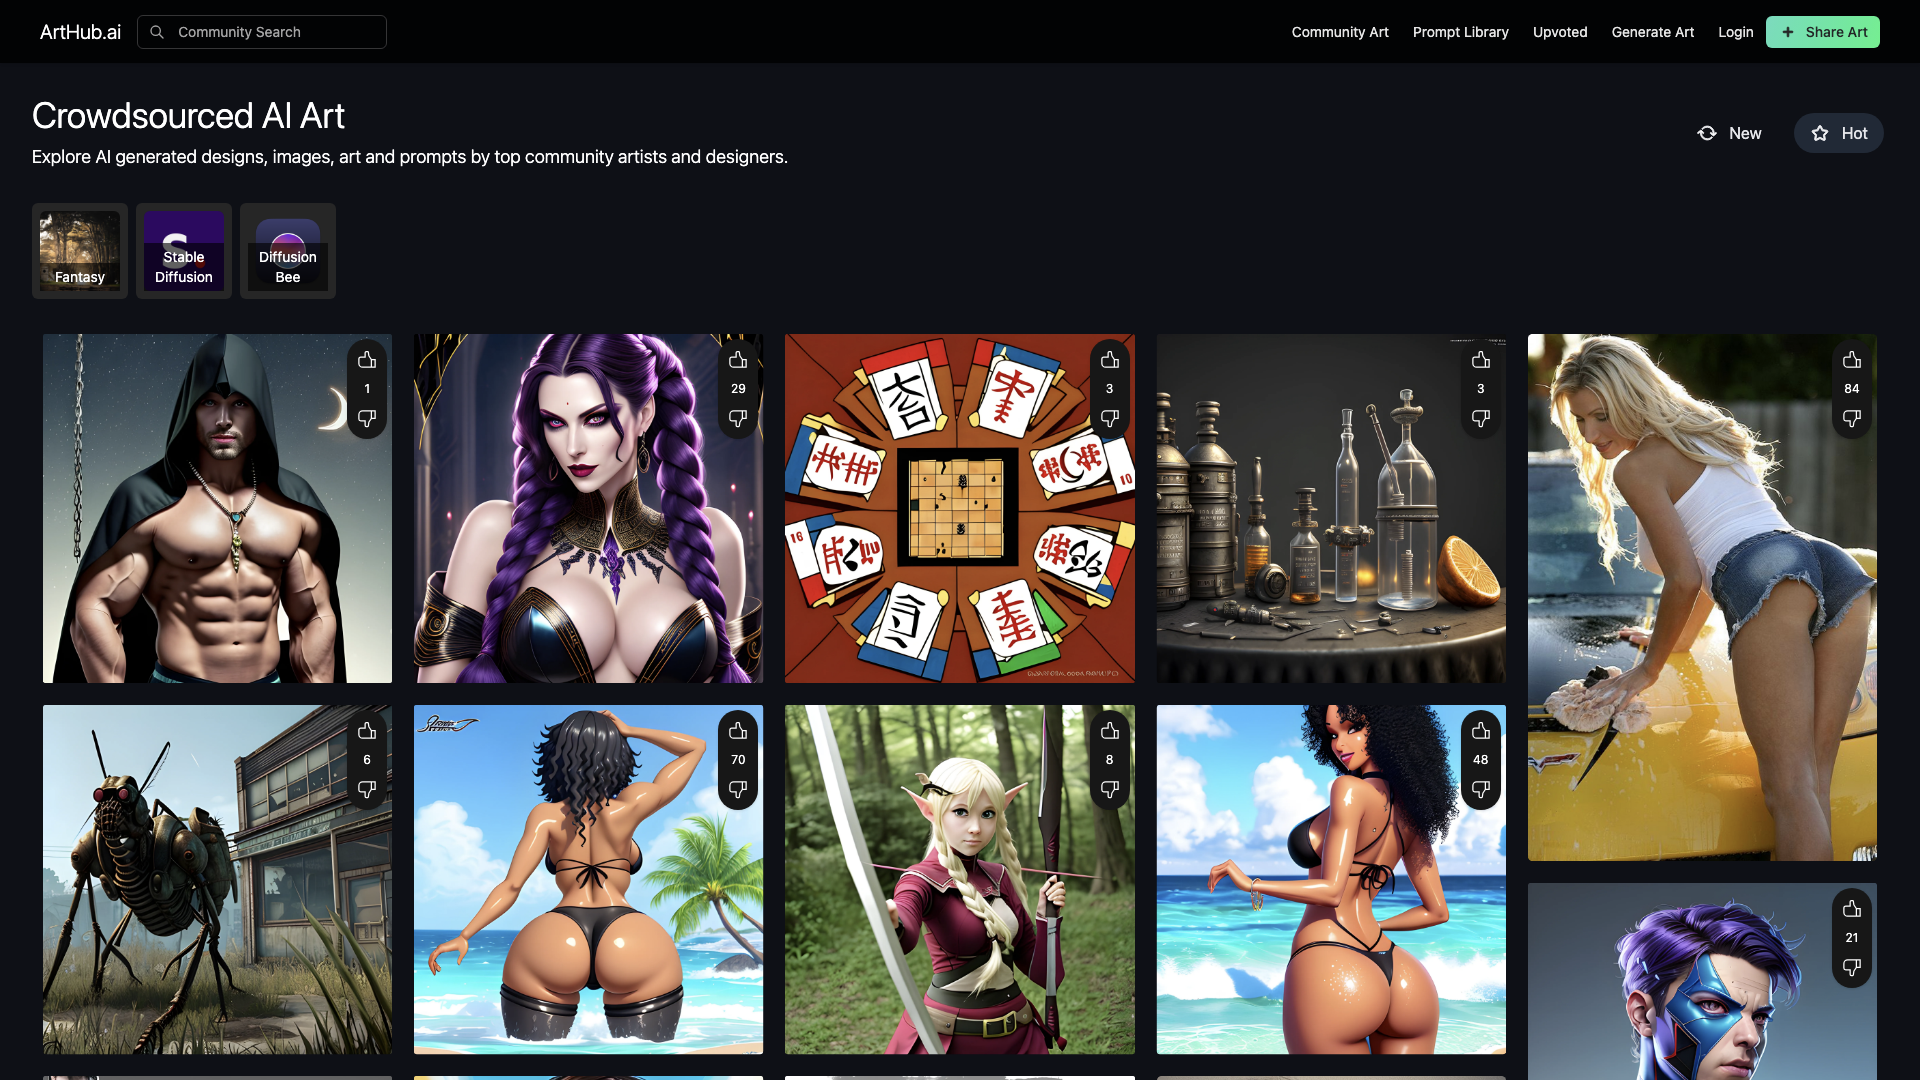 ArtHub.ai
Community Search
Community Art
Prompt Library
Upvoted
Generate Art
Login
Share Art
Crowdsourced AI Art
Explore AI generated designs, images, art and prompts by top community artists and designers.
New
Hot
Fantasy
S.
Stable
Diffusion
Diffusion
Bee
1
29
3
3
84
16
10
6
70
8
48
21